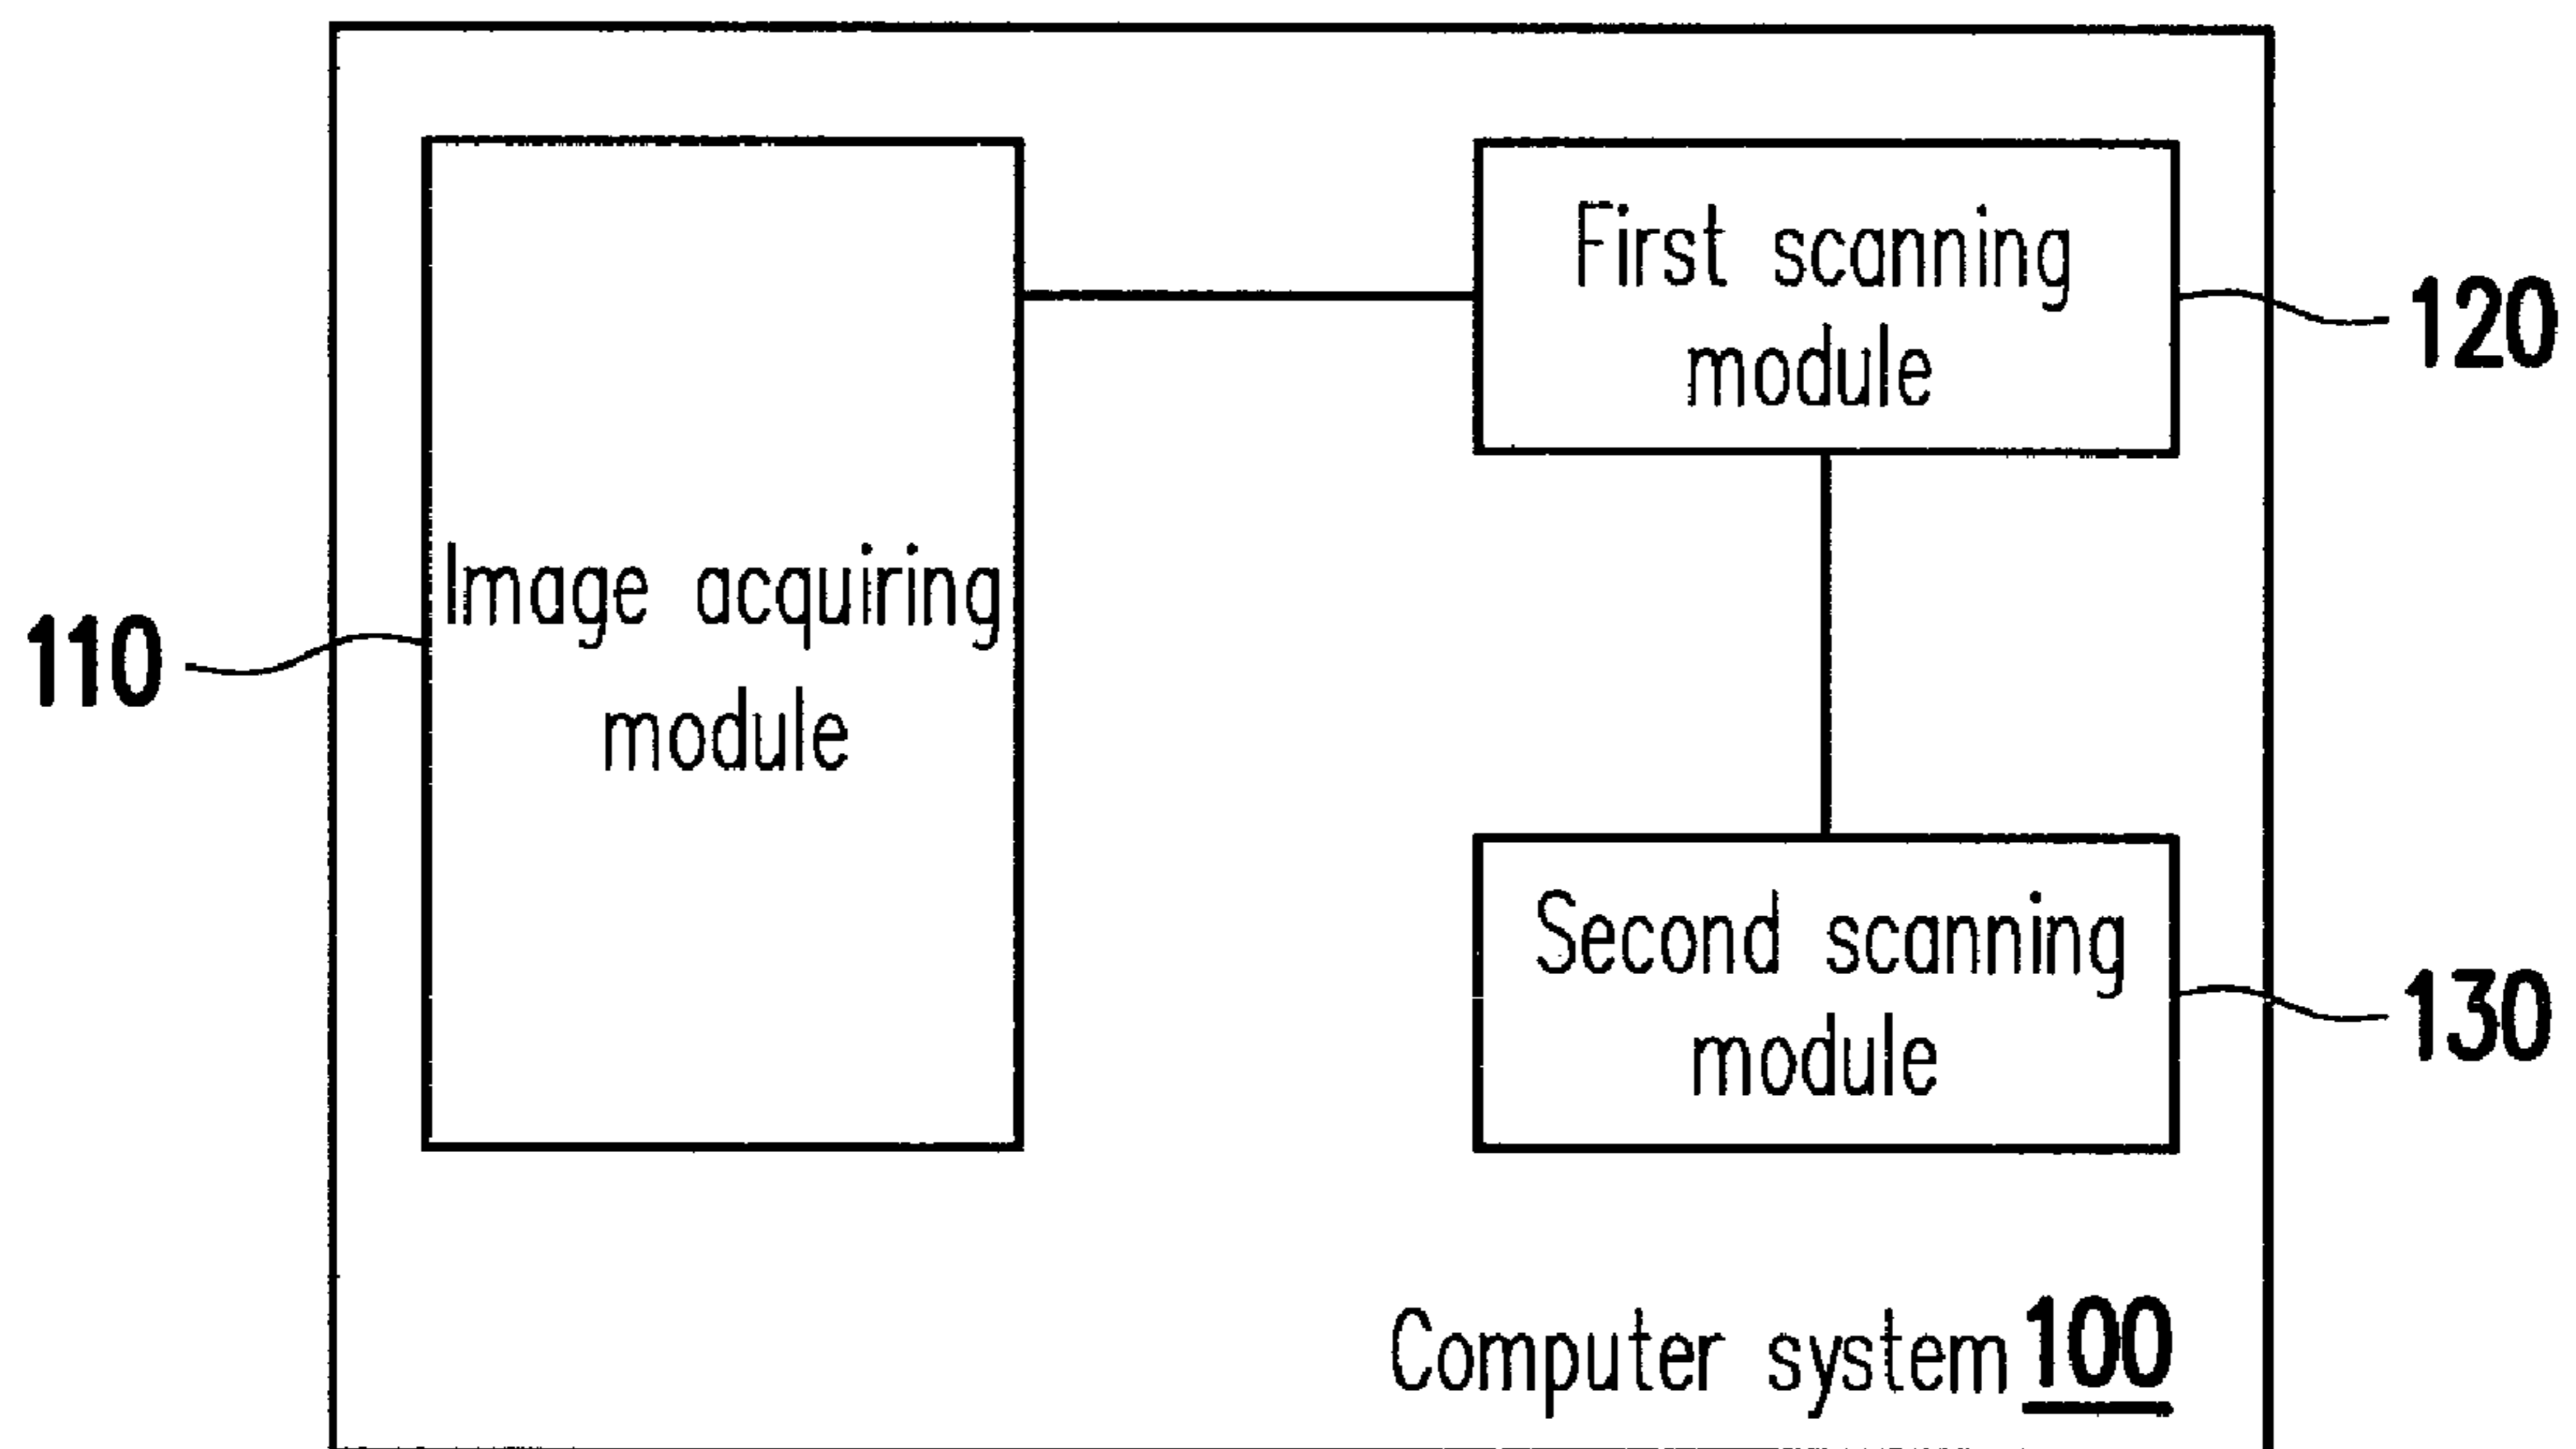 First scanning
module
120
Image acquiring
module
110
Second scanning
module
130
Computer system 100